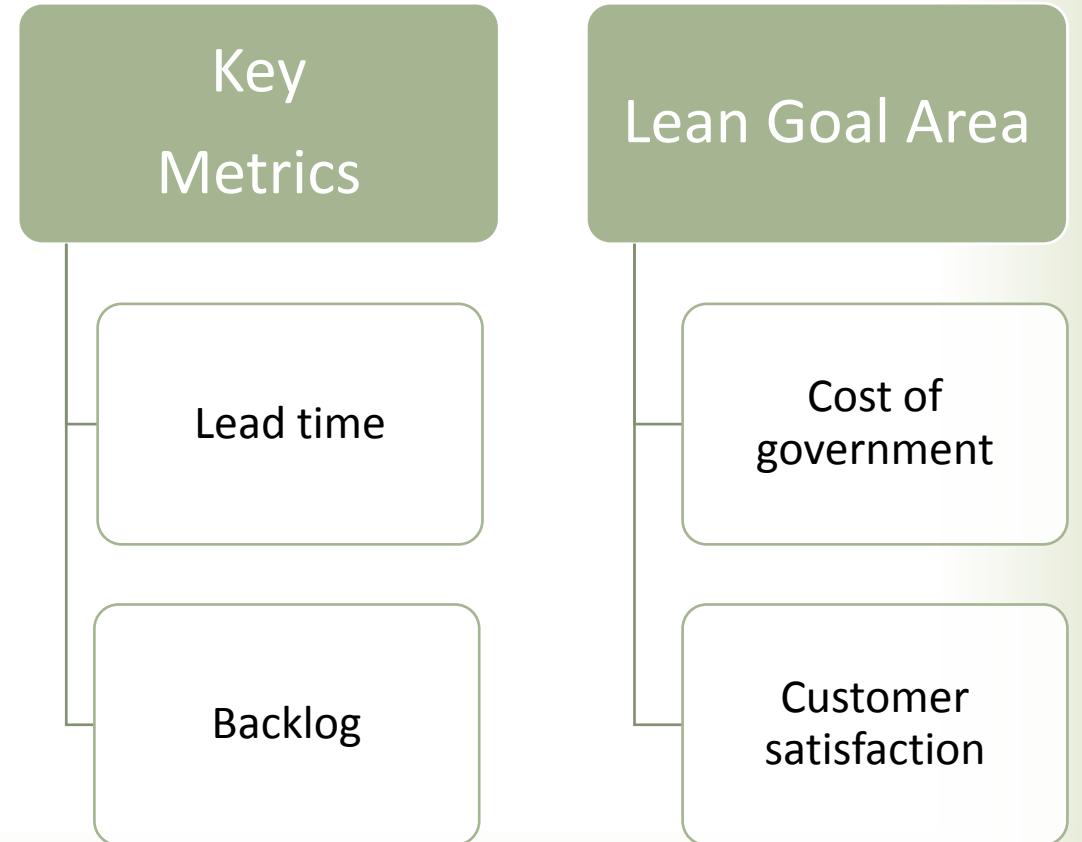 Key
Metrics
Lead time
Backlog
Lean Goal Area
Cost of
government
Customer
satisfaction